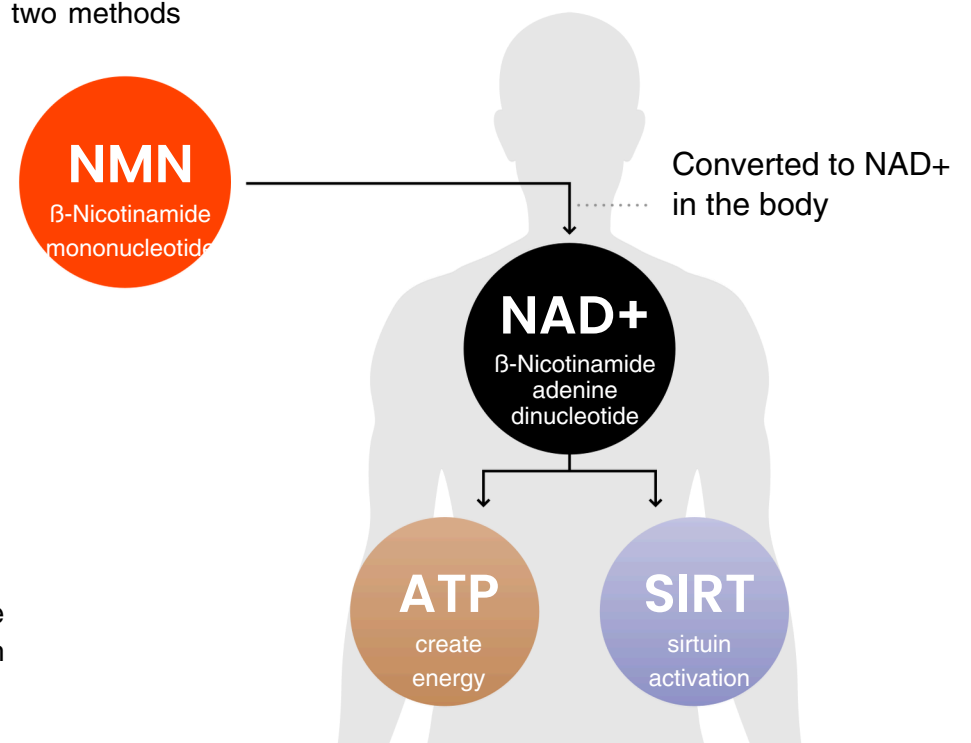 two methods
NMN
ß-Nicotinamide
mononucleotide
Converted to NAD+
in the body
NAD+
ß-Nicotinamide
adenine
dinucleotide
ATP
create
energy
SIRT
sirtuin
activation